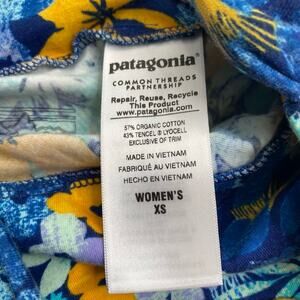 patagonia®
COMMON THREADS
PARTNERSHIP
Repair, Reuse, Recycle
This Product
www.patagonia.com
57% ORGANIC COTTON
43% TENCEL ® LYOCELL
EXCLUSIVE OF TRIM
MADE IN VIETNAM
FABRIQUÉ AU VIETNAM
HECHO EN VIETNAM
WOMEN'S
XS